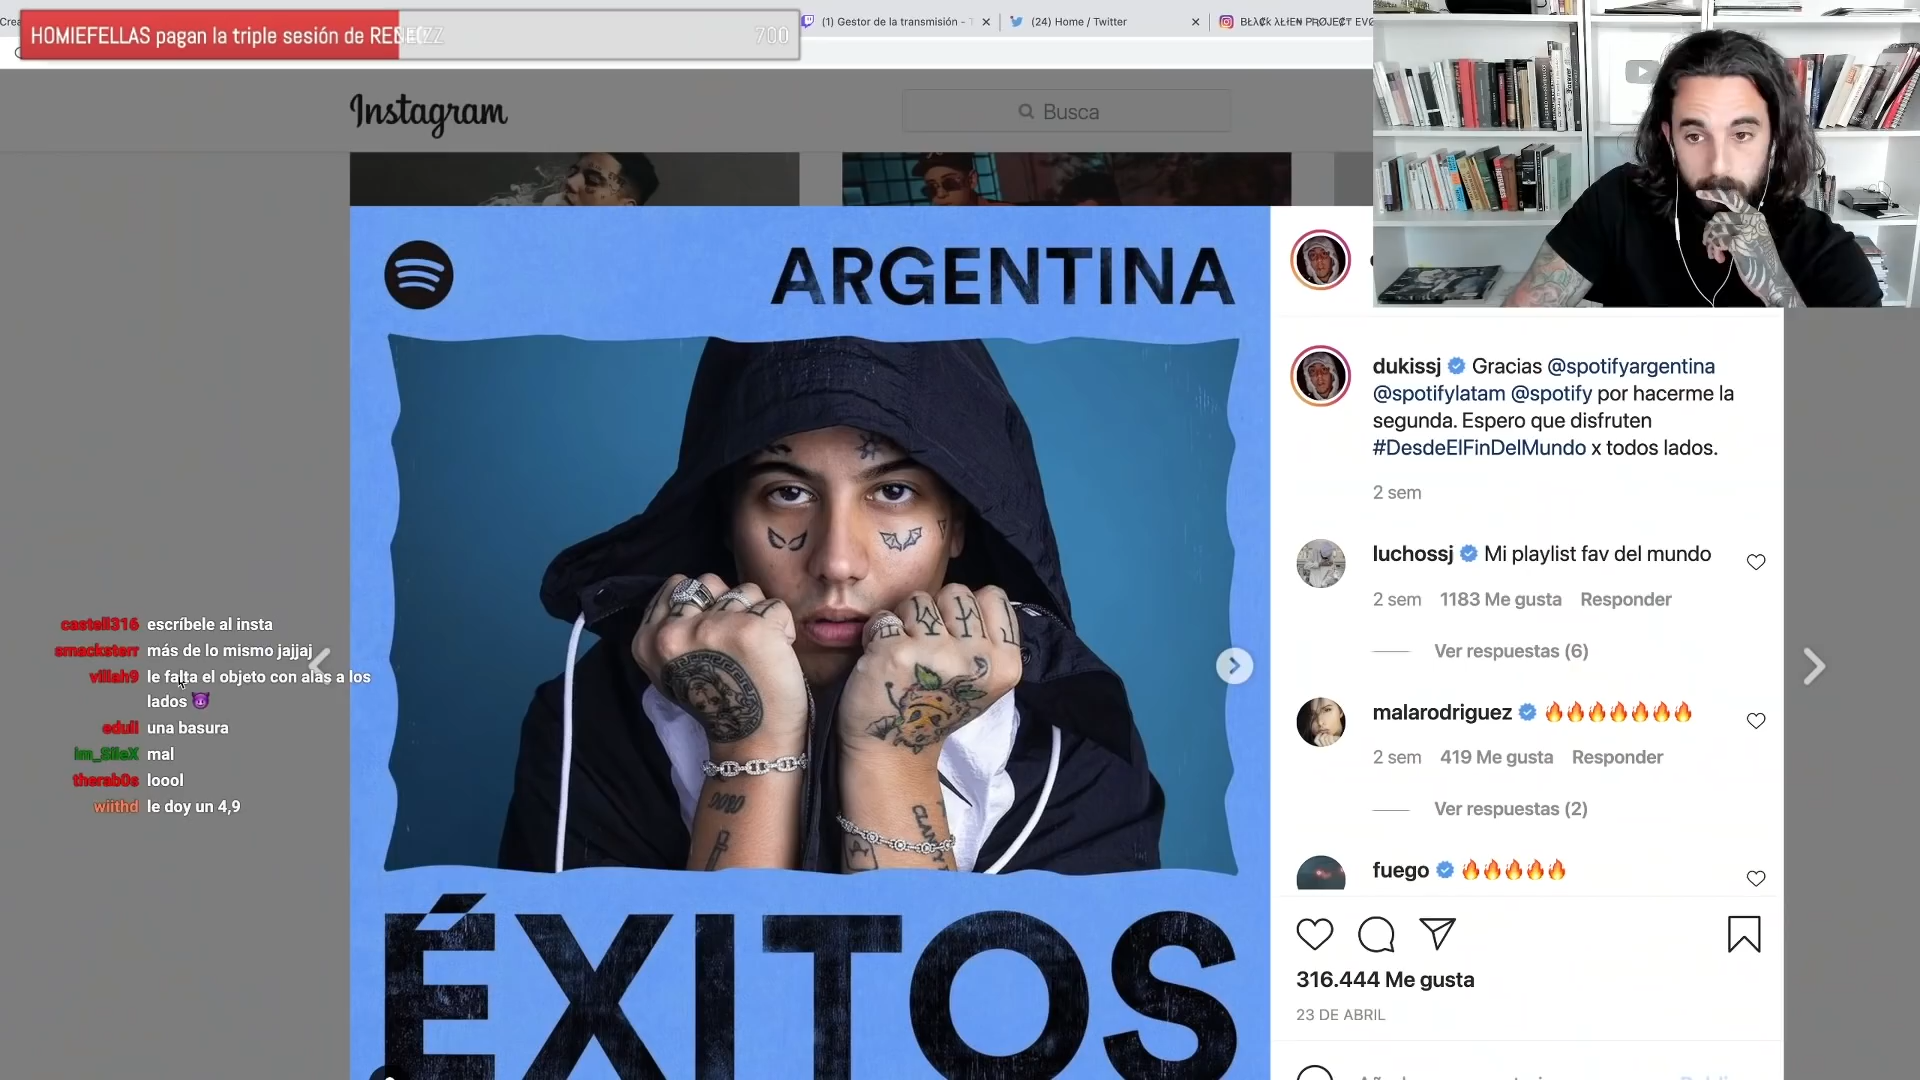 HOMIEFELLAS pagan la triple sesión de RENECZZ
700
(1) Gestor de la transmisión - T
(24) Home / Twitter
Instagram
Busca
ARGENTINA
ÉXITOS
dukissj Gracias @spotifyargentina
@spotifylatam @spotify por hacerme la
segunda. Espero que disfruten
#DesdeElFinDelMundo x todos lados.
2 sem
luchossj Mi playlist fav del mundo
2 sem 1183 Me gusta Responder
Ver respuestas (6)
malarodriguez 🔥🔥🔥🔥🔥🔥🔥
2 sem 419 Me gusta Responder
Ver respuestas (2)
fuego 🔥🔥🔥🔥🔥
316.444 Me gusta
23 DE ABRIL
castell316 escríbele al insta
smacksterr más de lo mismo jajjaj
villah9 le falta el objeto con alas a los
lados 😈
eduli una basura
im_SlieX mal
therab0s loool
wiithd le doy un 4,9